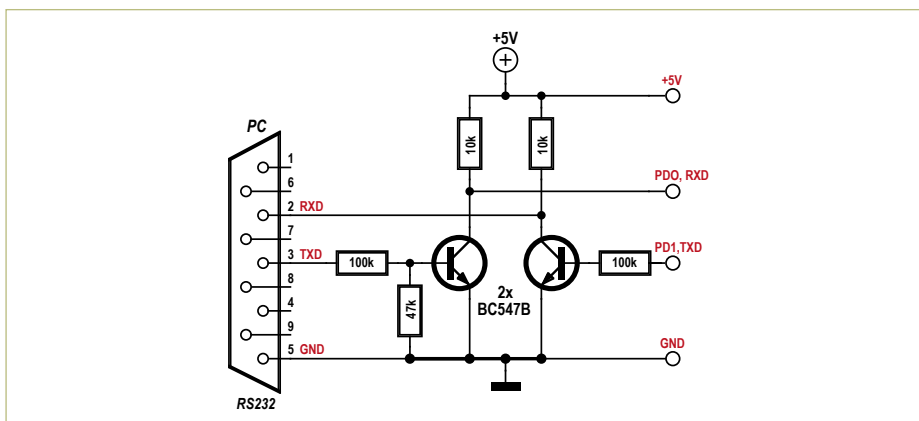 +5V
+5V
PC
10k
10k
1
6
PDO, RXD
2 RXD
7
PD1,TXD
3 TXD
100k
100k
8
2x
BC547B
47k
4
9
5 GND
GND
RS232